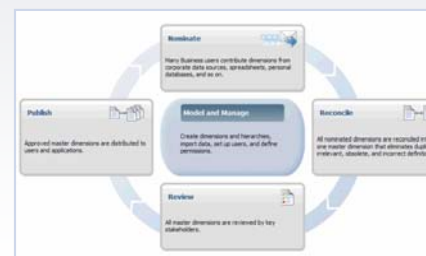 Nominate
Many Business users contribute dimensions from
corporate data sources, spreadsheets, personal
databases, and so on.
Publish
Approved master dimensions are distributed to
users and applications.
Model and Manage
Create dimensions and hierarchies,
import data, set up users, and define
permissions.
Reconcile
All nominated dimensions are reconciled
one master dimension that eliminates
irrelevant, obsolete, and incorrect
Review
All master dimensions are reviewed by key
stakeholders.